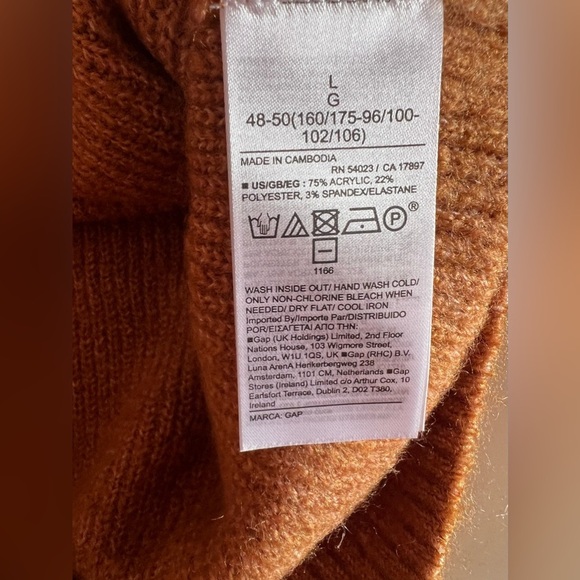 L
G
48-50(160/175-96/100-
102/106)
MADE IN CAMBODIA
RN 54023 / CA 17897
■ US/GB/EG : 75% ACRYLIC, 22%
POLYESTER, 3% SPANDEX/ELASTANE
P ®
1166
WASH INSIDE OUT/ HAND WASH COLD/
ONLY NON-CHLORINE BLEACH WHEN
NEEDED/ DRY FLAT/ COOL IRON
Imported By/Importe Par/DISTRIBUIDO
POR/ΕΙΣΑΓΕΤΑΙ ΑΠΟ ΤΗΝ:
■Gap (UK Holdings) Limited, 2nd Floor
Nations House, 103 Wigmore Street,
London, W1U 1QS, UK ■Gap (RHC) B.V.
Luna ArenA Herikerbergweg 238
Amsterdam, 1101 CM, Netherlands ■Gap
Stores (Ireland) Limited c/o Arthur Cox, 10
Earlsfort Terrace, Dublin 2, D02 T380,
Ireland
MARCA: GAP